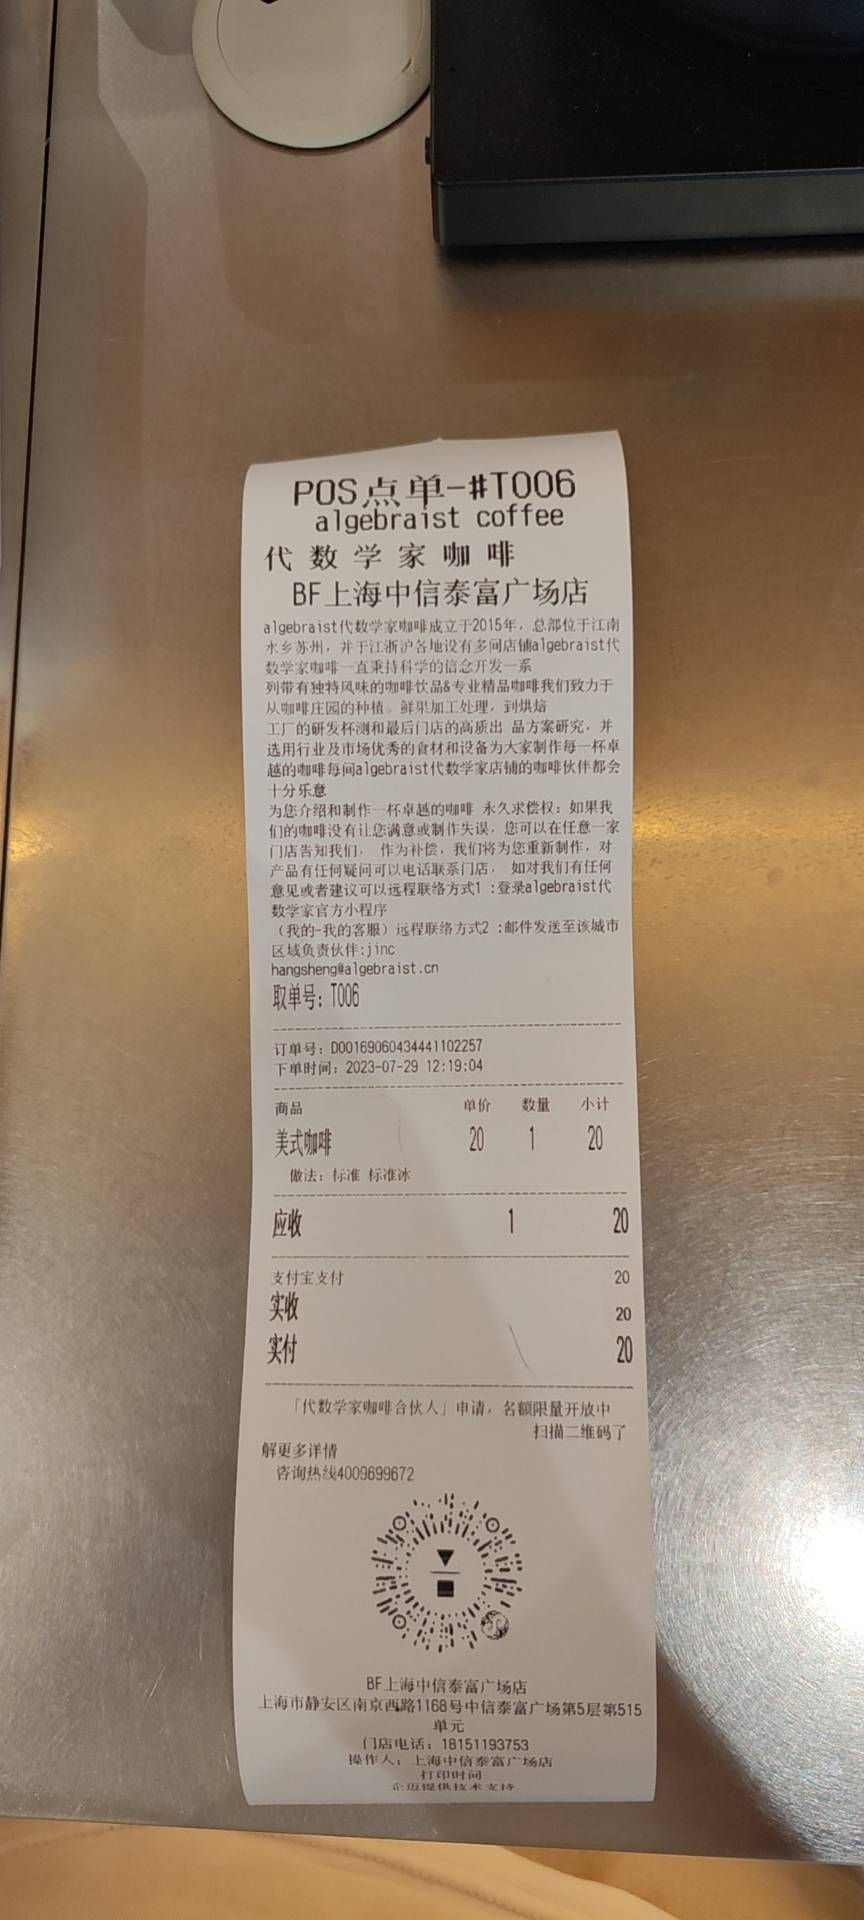 POS点单-#T006
algebraist coffee
代数学家咖啡
BF上海中信泰富广场店
algebraist代数学家咖啡成立于2015年，总部位于江南
水乡苏州，并于江浙沪各地设有多间店铺algebraist代
数学家咖啡一直秉持科学的信念开发一系
列带有独特风味的咖啡饮品&专业精品咖啡我们致力于
从咖啡庄园的种植。鲜果加工处理，到烘焙
工厂的研发杯测和最后门店的高质出 品方案研究，并
选用行业及市场优秀的食材和设备为大家制作每一杯卓
越的咖啡每间algebraist代数学家店铺的咖啡伙伴都会
十分乐意
为您介绍和制作一杯卓越的咖啡 永久求偿权：如果我
们的咖啡没有让您满意或制作失误，您可以在任意一家
门店告知我们， 作为补偿，我们将为您重新制作，对
产品有任何疑问可以电话联系门店， 如对我们有任何
意见或者建议可以远程联络方式1 :登录algebraist代
数学家官方小程序
（我的-我的客服）远程联络方式2 :邮件发送至该城市
区域负责伙伴:jinc
hangsheng@algebraist.cn
取单号：T006
订单号：D00169060434441102257
下单时间：2023-07-29 12:19:04
商品 单价 数量 小计
美式咖啡 20 1 20
做法：标准 标准冰
应收 1 20
支付宝支付 20
实收 20
实付 20
「代数学家咖啡合伙人」申请，名额限量开放中
扫描二维码了
解更多详情
咨询热线4009699672
BF上海中信泰富广场店
上海市静安区南京西路1168号中信泰富广场第5层第515
单元
门店电话：18151193753
操作人：上海中信泰富广场店
打印时间
企迈提供技术支持